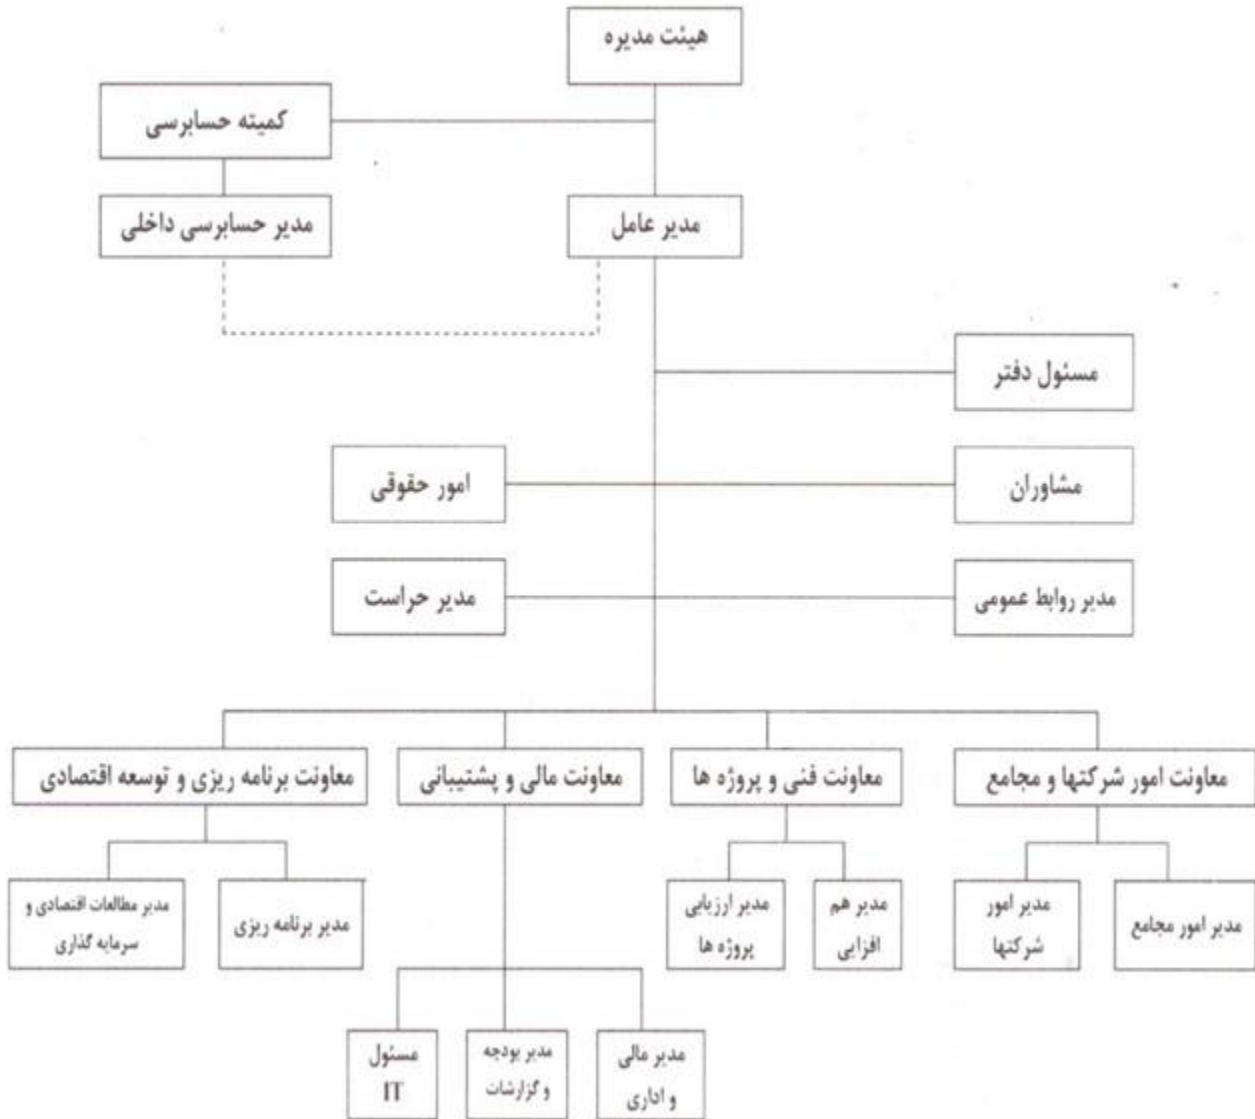 هیئت مدیره
کمیته حسابرسی
مدیر حسابرسی داخلی
مدیر عامل
مسئول دفتر
مشاوران
امور حقوقی
مدیر روابط عمومی
مدیر حراست
معاونت امور شرکتها و مجامع
معاونت فنی و پروژه ها
معاونت مالی و پشتیبانی
معاونت برنامه ریزی و توسعه اقتصادی
مدیر امور مجامع
مدیر امور
شرکتها
مدیر هم
افزایی
مدیر ارزیابی
پروژه ها
مدیر برنامه ریزی
مدیر مطالعات اقتصادی و
سرمایه گذاری
مدیر مالی
و اداری
مدیر بودجه
و گزارشات
مسئول
IT